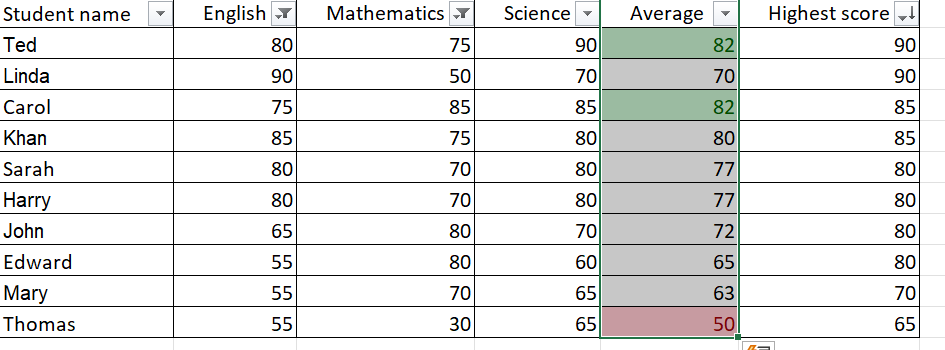 Student name English Mathematics Science Average Highest score
Ted 80 75 90 82 90
Linda 90 50 70 70 90
Carol 75 85 85 82 85
Khan 85 75 80 80 85
Sarah 80 70 80 77 80
Harry 80 70 80 77 80
John 65 80 70 72 80
Edward 55 80 60 65 80
Mary 55 70 65 63 70
Thomas 55 30 65 50 65